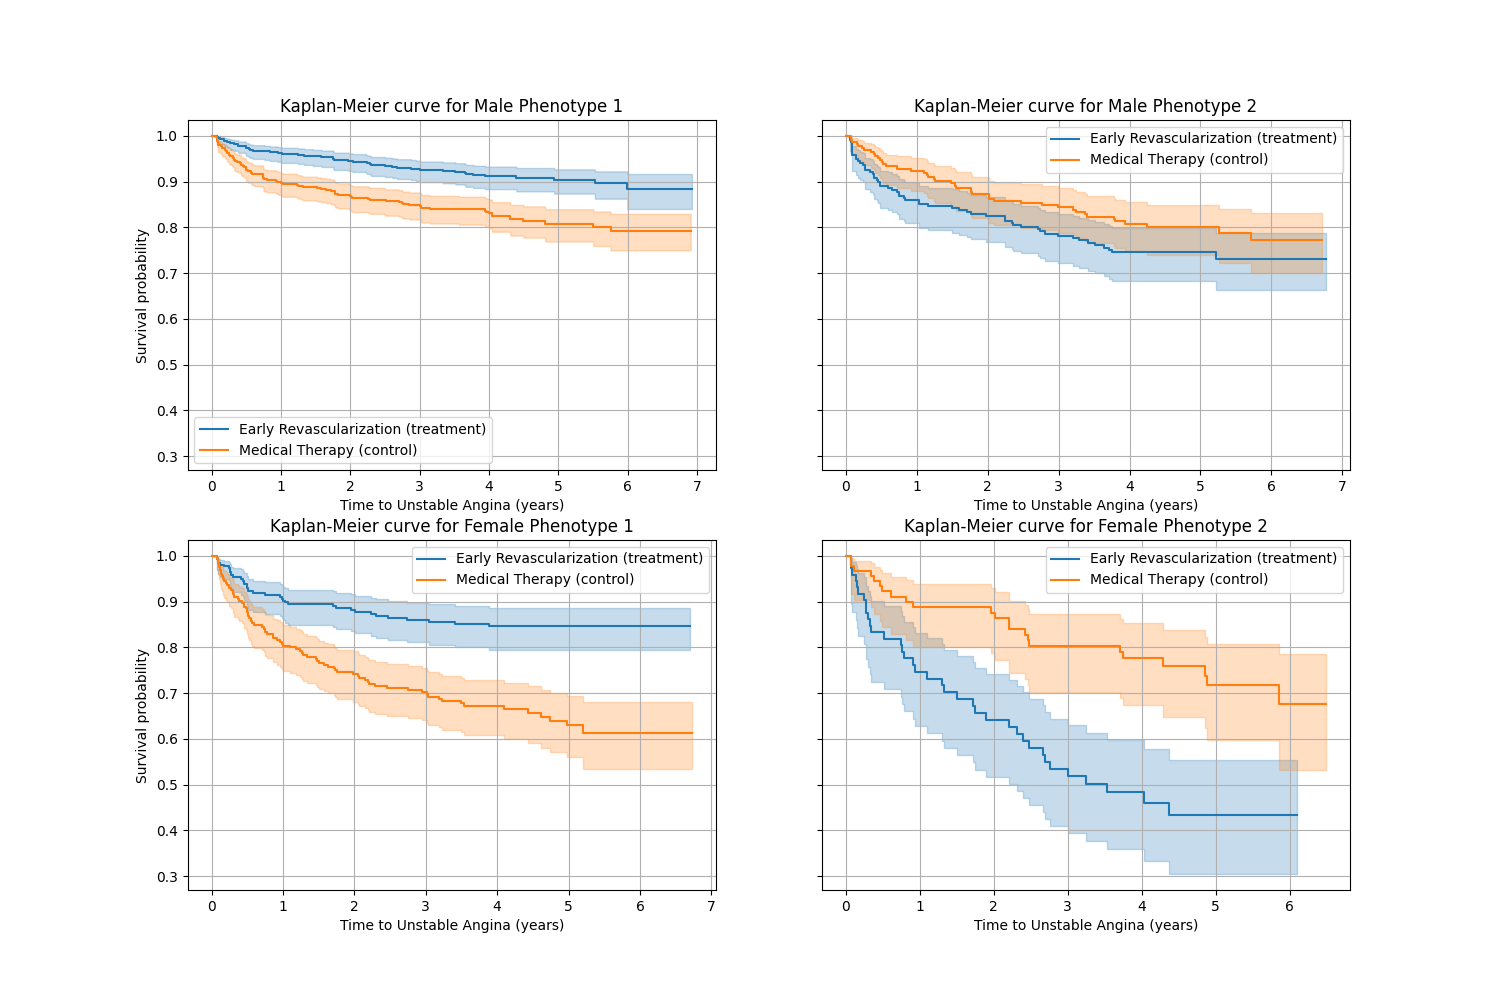 Kaplan-Meier curve for Male Phenotype 1
1.0
0.9
0.8
0.7
0.6
0.5
0.4
0.3
Survival probability
Early Revascularization (treatment)
Medical Therapy (control)
0 1 2 3 4 5 6 7
Time to Unstable Angina (years)
Kaplan-Meier curve for Male Phenotype 2
Early Revascularization (treatment)
Medical Therapy (control)
0 1 2 3 4 5 6 7
Time to Unstable Angina (years)
Kaplan-Meier curve for Female Phenotype 1
1.0
0.9
0.8
0.7
0.6
0.5
0.4
0.3
Survival probability
Early Revascularization (treatment)
Medical Therapy (control)
0 1 2 3 4 5 6 7
Time to Unstable Angina (years)
Kaplan-Meier curve for Female Phenotype 2
Early Revascularization (treatment)
Medical Therapy (control)
0 1 2 3 4 5 6
Time to Unstable Angina (years)